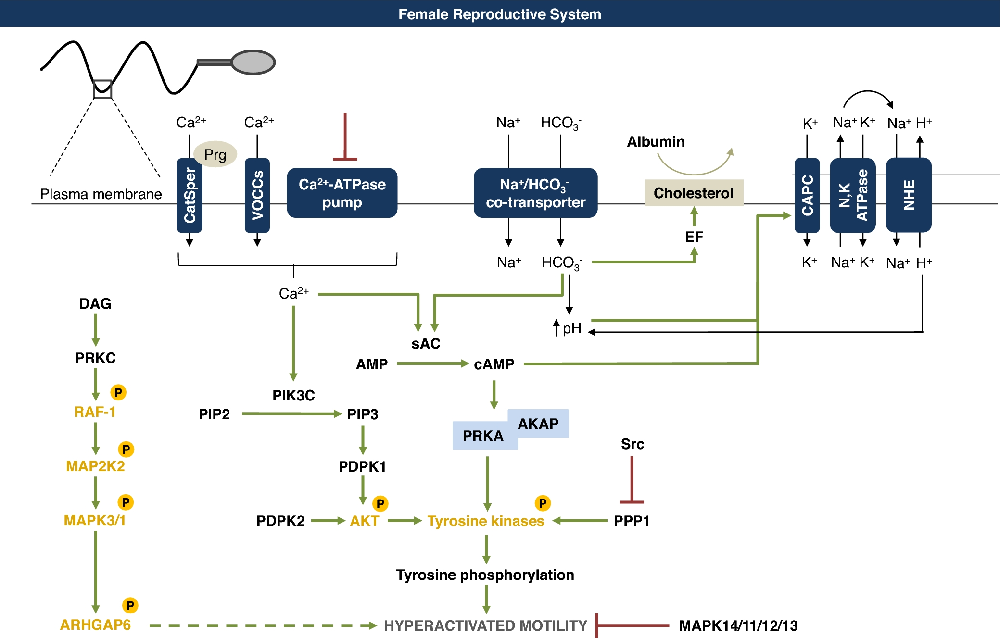 Female Reproductive System
Ca²⁺
Ca²⁺
Na⁺
HCO₃⁻
K⁺
Na⁺ K⁺
Na⁺ H⁺
Prg
Albumin
Plasma membrane
CatSper
VOCCs
Ca²⁺-ATPase
pump
Na⁺/HCO₃⁻
co-transporter
Cholesterol
CAPC
N,K
ATPase
NHE
EF
Na⁺
HCO₃⁻
K⁺
Na⁺ K⁺
Na⁺ H⁺
Ca²⁺
DAG
pH
sAC
PRKC
AMP
cAMP
P
PIK3C
RAF-1
PIP2
PIP3
AKAP
PRKA
Src
P
MAP2K2
PDPK1
P
P
P
MAPK3/1
PDPK2
AKT
Tyrosine kinases
PPP1
Tyrosine phosphorylation
P
ARHGAP6
HYPERACTIVATED MOTILITY
MAPK14/11/12/13